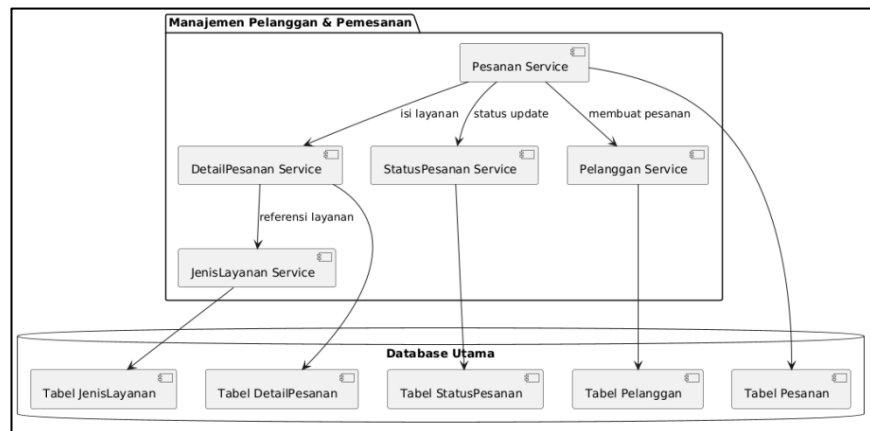 Manajemen Pelanggan & Pemesanan
Pesanan Service
isi layanan
status update
membuat pesanan
DetailPesanan Service
StatusPesanan Service
Pelanggan Service
referensi layanan
JenisLayanan Service
Database Utama
Tabel JenisLayanan
Tabel DetailPesanan
Tabel StatusPesanan
Tabel Pelanggan
Tabel Pesanan